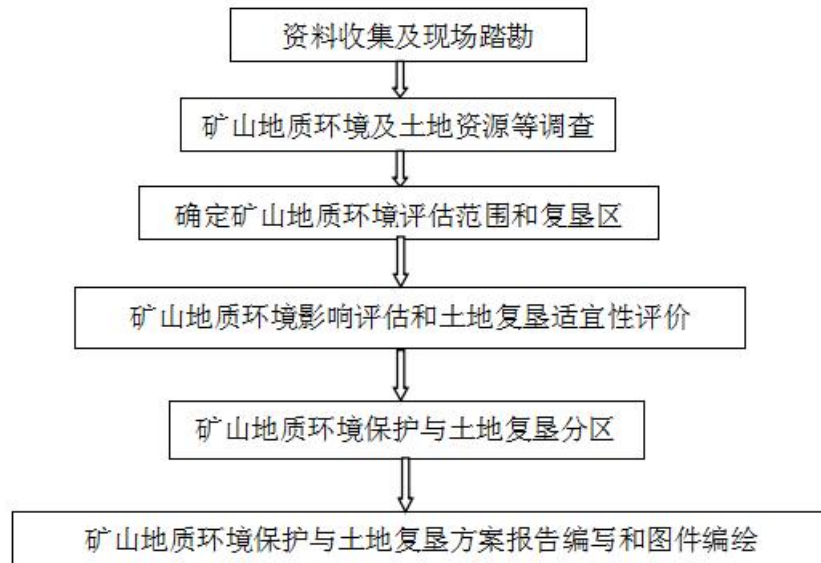 资料收集及现场踏勘
矿山地质环境及土地资源等调查
确定矿山地质环境评估范围和复垦区
矿山地质环境影响评估和土地复垦适宜性评价
矿山地质环境保护与土地复垦分区
矿山地质环境保护与土地复垦方案报告编写和图件编绘